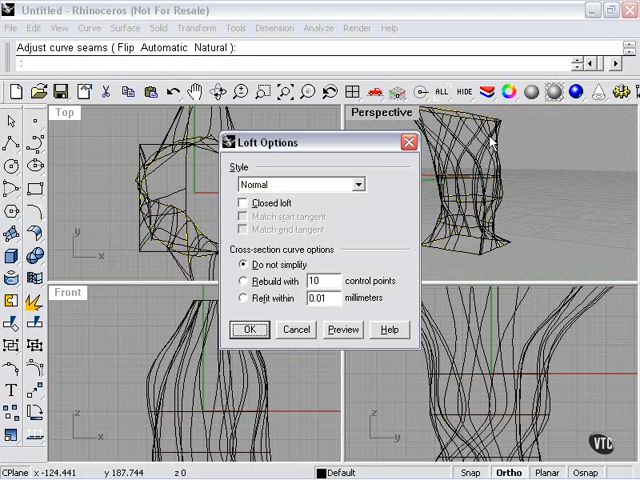 Untitled - Rhinoceros (Not For Resale)
File Edit View Curve Surface Solid Transform Tools Dimension Analyze Render Help
Adjust curve seams ( Flip Automatic Natural ):
:
ALL HIDE
Top
Perspective
Loft Options
Style
Normal
Closed loft
Match start tangent
Match end tangent
Cross-section curve options
Do not simplify
Rebuild with 10 control points
Refit within 0.01 millimeters
OK Cancel Preview Help
Front
y
x
z
x
z
y
T
VTC
CPlane x -124.441 y 187.744 z 0 Default Snap Ortho Planar Osnap